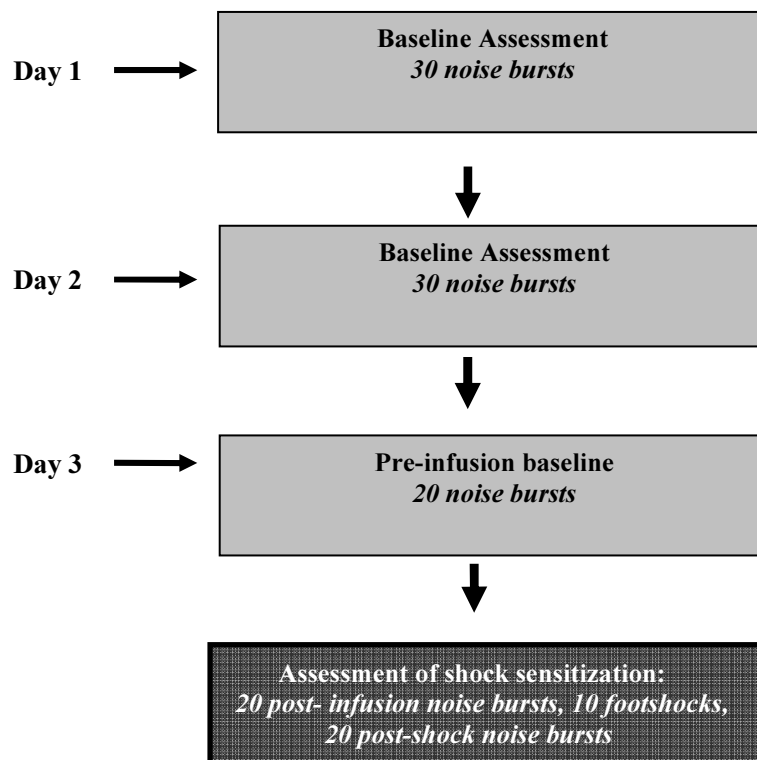 Baseline Assessment
Day 1
30 noise bursts
Baseline Assessment
Day 2
30 noise bursts
Pre-infusion baseline
Day 3
20 noise bursts
Assessment of shock sensitization:
20 post- infusion noise bursts, 10 footshocks,
20 post-shock noise bursts